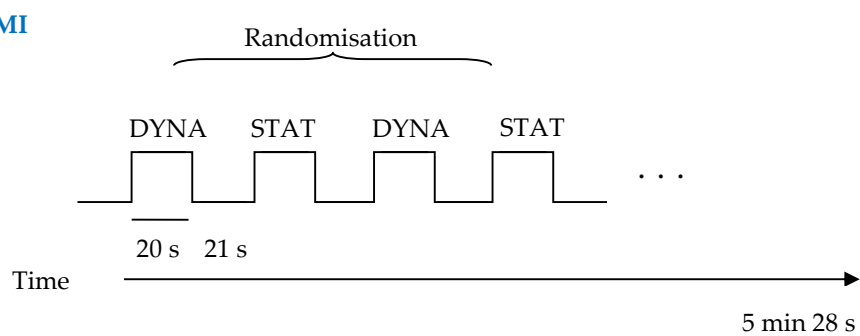 MI
Randomisation
DYNA STAT DYNA STAT
. . .
20 s 21 s
Time
5 min 28 s